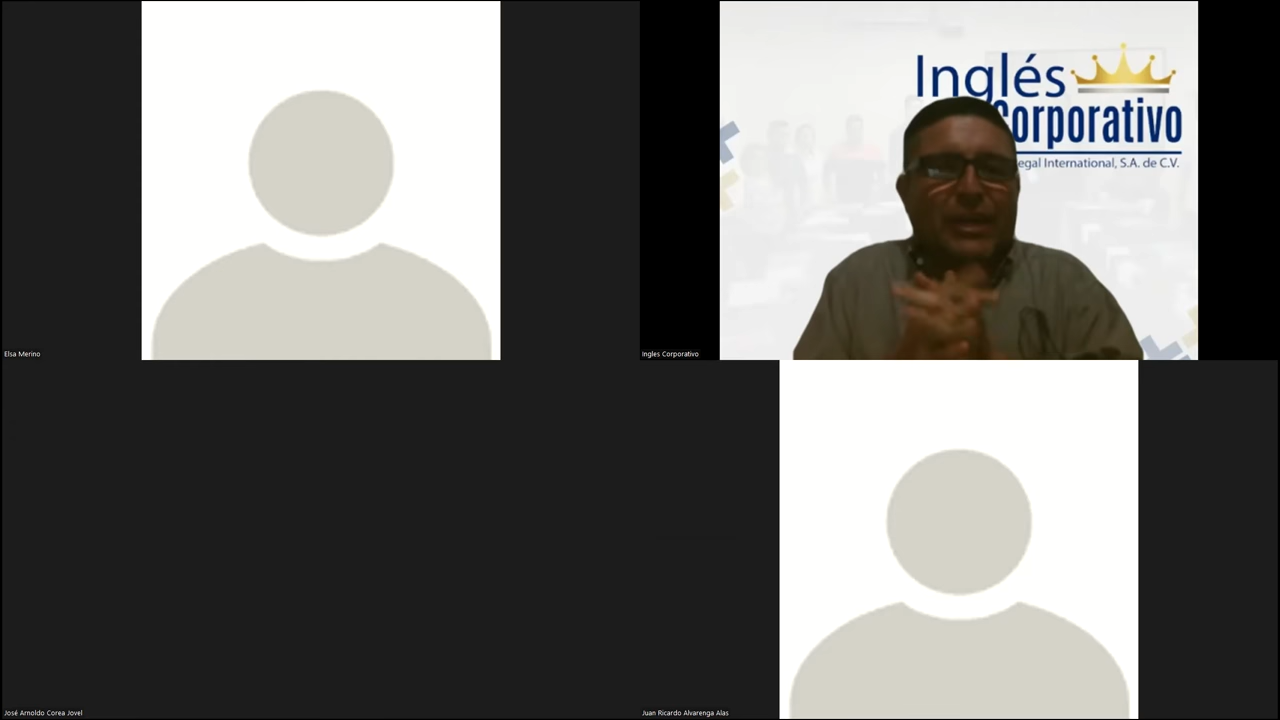 Inglés
Corporativo
egal International, S.A. de C.V.
Elsa Merino
Ingles Corporativo
José Arnoldo Corea Jovel
Juan Ricardo Alvarenga Alas